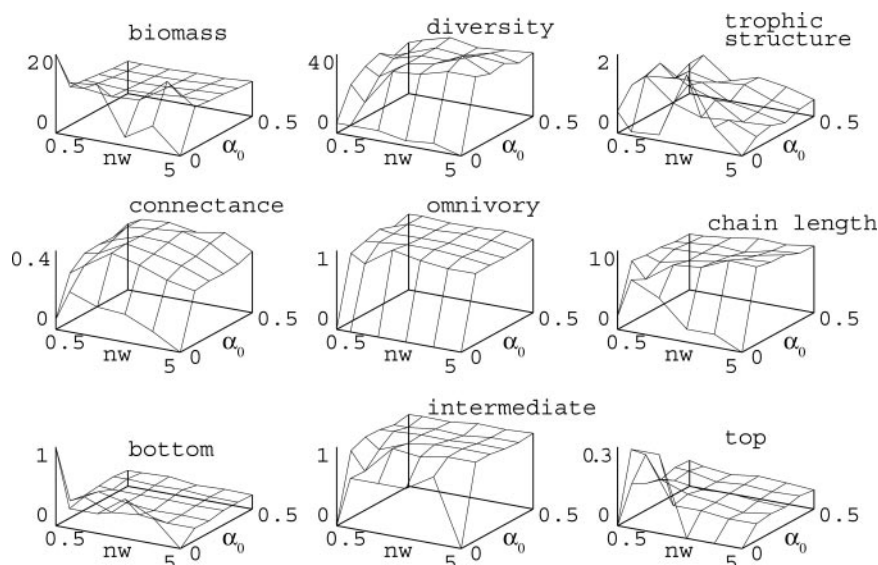 biomass
20
0
0.5
nw
5
0
α0
0.5
diversity
40
0
0.5
nw
5
0
α0
0.5
trophic
structure
2
0
0.5
nw
5
0
α0
0.5
connectance
0.4
0
0.5
nw
5
0
α0
0.5
omnivory
1
0
0.5
nw
5
0
α0
0.5
chain length
10
0
0.5
nw
5
0
α0
0.5
bottom
1
0
0.5
nw
5
0
α0
0.5
intermediate
1
0
0.5
nw
5
0
α0
0.5
top
0.3
0
0.5
nw
5
0
α0
0.5